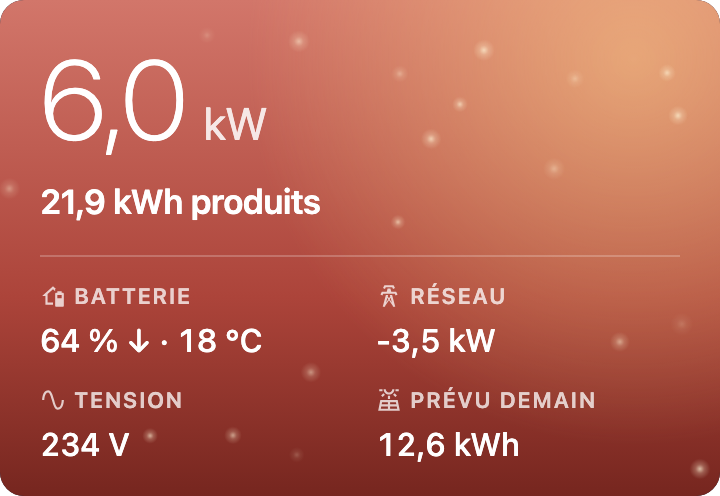 6,0 kW
21,9 kWh produits
BATTERIE
64 % ↓ · 18 °C
RÉSEAU
-3,5 kW
TENSION
234 V
PRÉVU DEMAIN
12,6 kWh